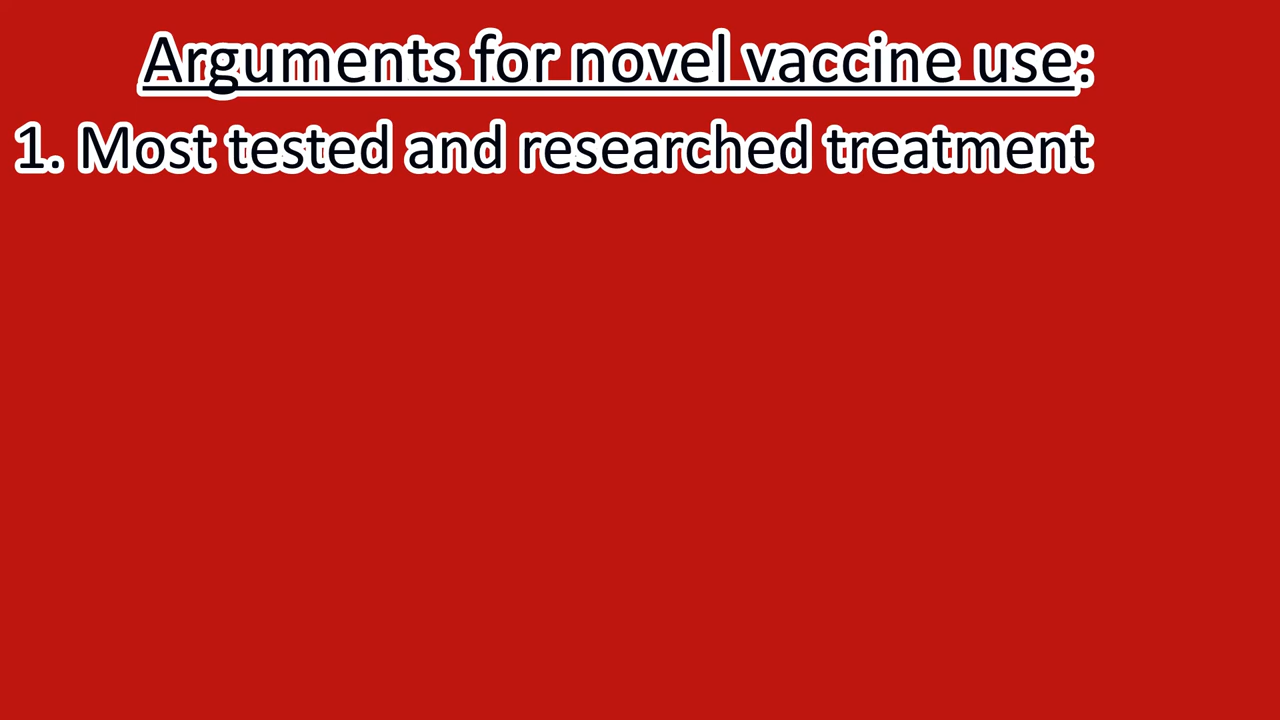 Arguments for novel vaccine use:
1. Most tested and researched treatment